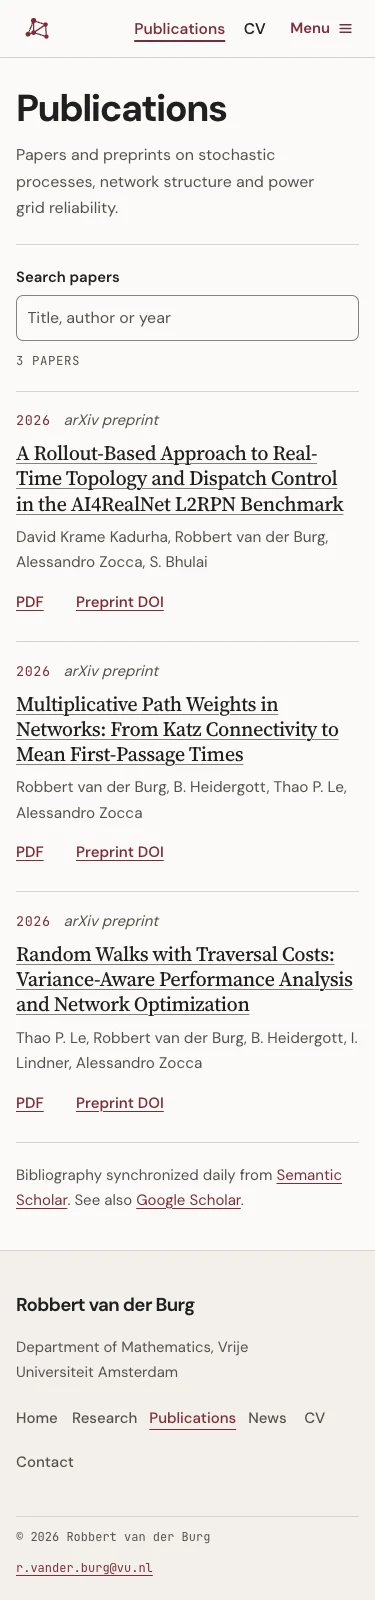 Publications CV Menu
Publications
Papers and preprints on stochastic
processes, network structure and power
grid reliability.
Search papers
Title, author or year
3 PAPERS
2026 arXiv preprint
A Rollout-Based Approach to Real-
Time Topology and Dispatch Control
in the AI4RealNet L2RPN Benchmark
David Krame Kadurha, Robbert van der Burg,
Alessandro Zocca, S. Bhulai
PDF Preprint DOI
2026 arXiv preprint
Multiplicative Path Weights in
Networks: From Katz Connectivity to
Mean First-Passage Times
Robbert van der Burg, B. Heidergott, Thao P. Le,
Alessandro Zocca
PDF Preprint DOI
2026 arXiv preprint
Random Walks with Traversal Costs:
Variance-Aware Performance Analysis
and Network Optimization
Thao P. Le, Robbert van der Burg, B. Heidergott, I.
Lindner, Alessandro Zocca
PDF Preprint DOI
Bibliography synchronized daily from Semantic
Scholar. See also Google Scholar.
Robbert van der Burg
Department of Mathematics, Vrije
Universiteit Amsterdam
Home Research Publications News CV
Contact
© 2026 Robbert van der Burg
r.vander.burg@vu.nl